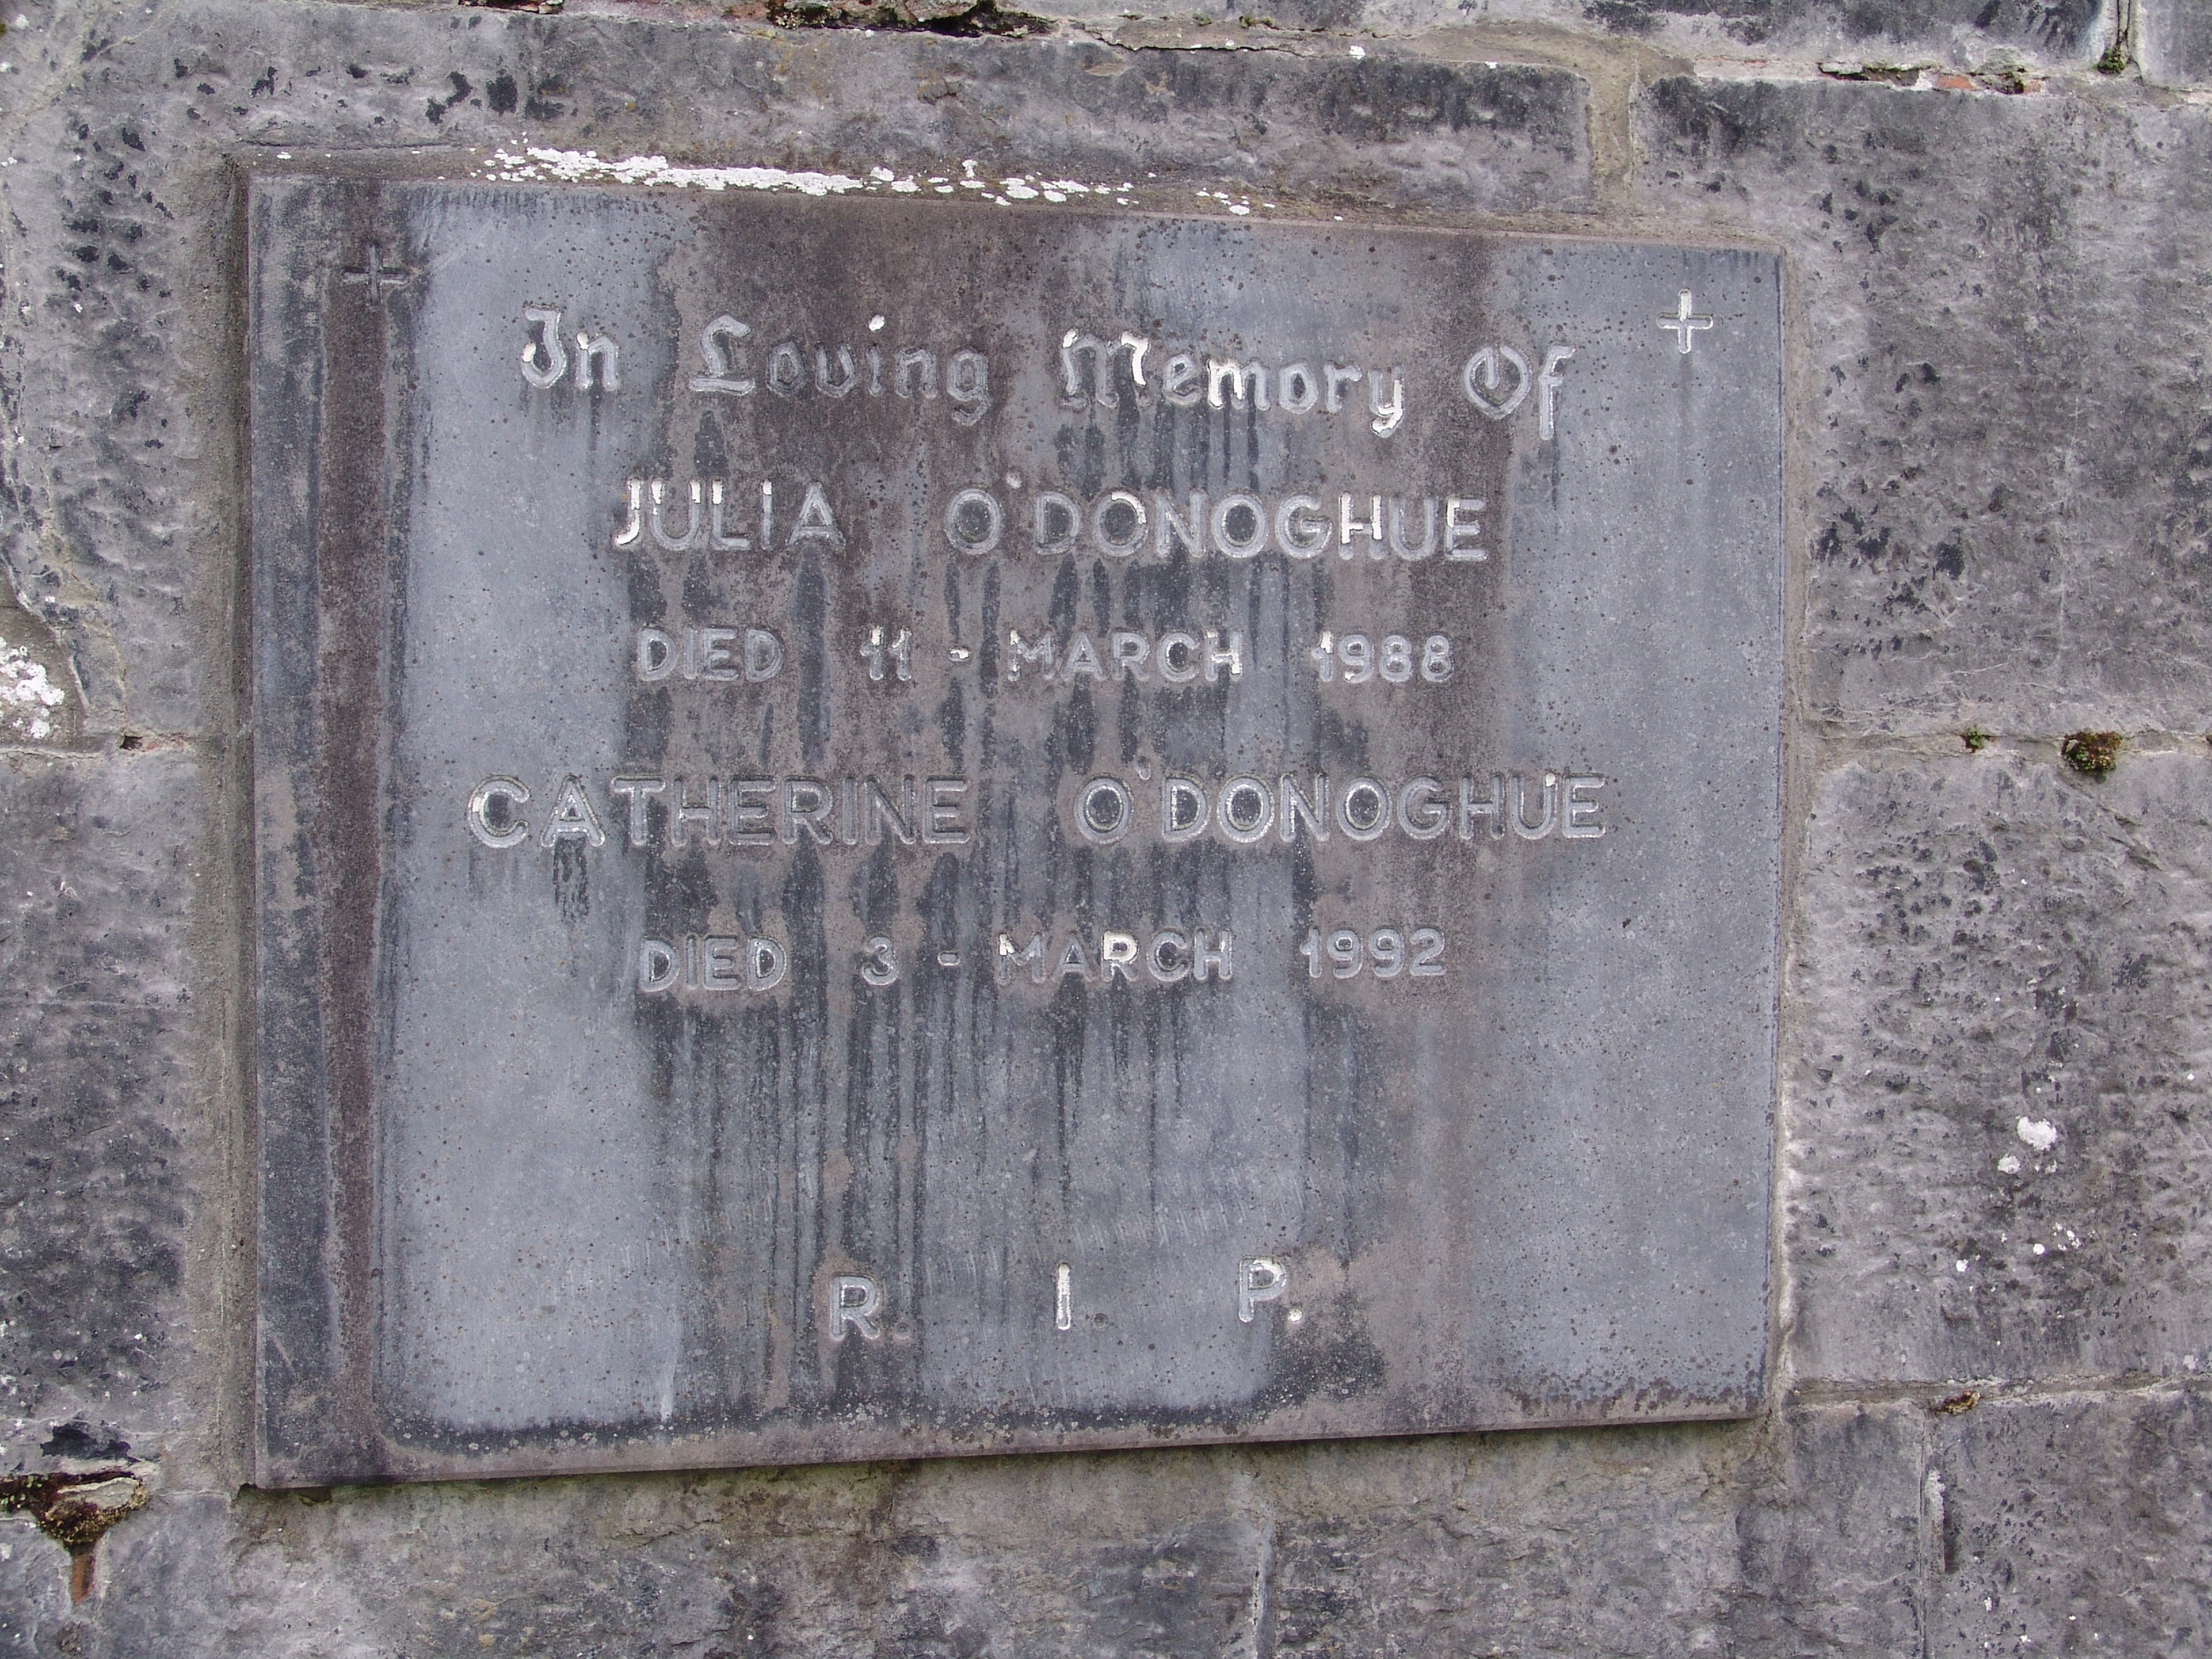 In Loving Memory Of
JULIA O'DONOGHUE
DIED 11 - MARCH 1988
CATHERINE O'DONOGHUE
DIED 3 - MARCH 1992
R. I. P.